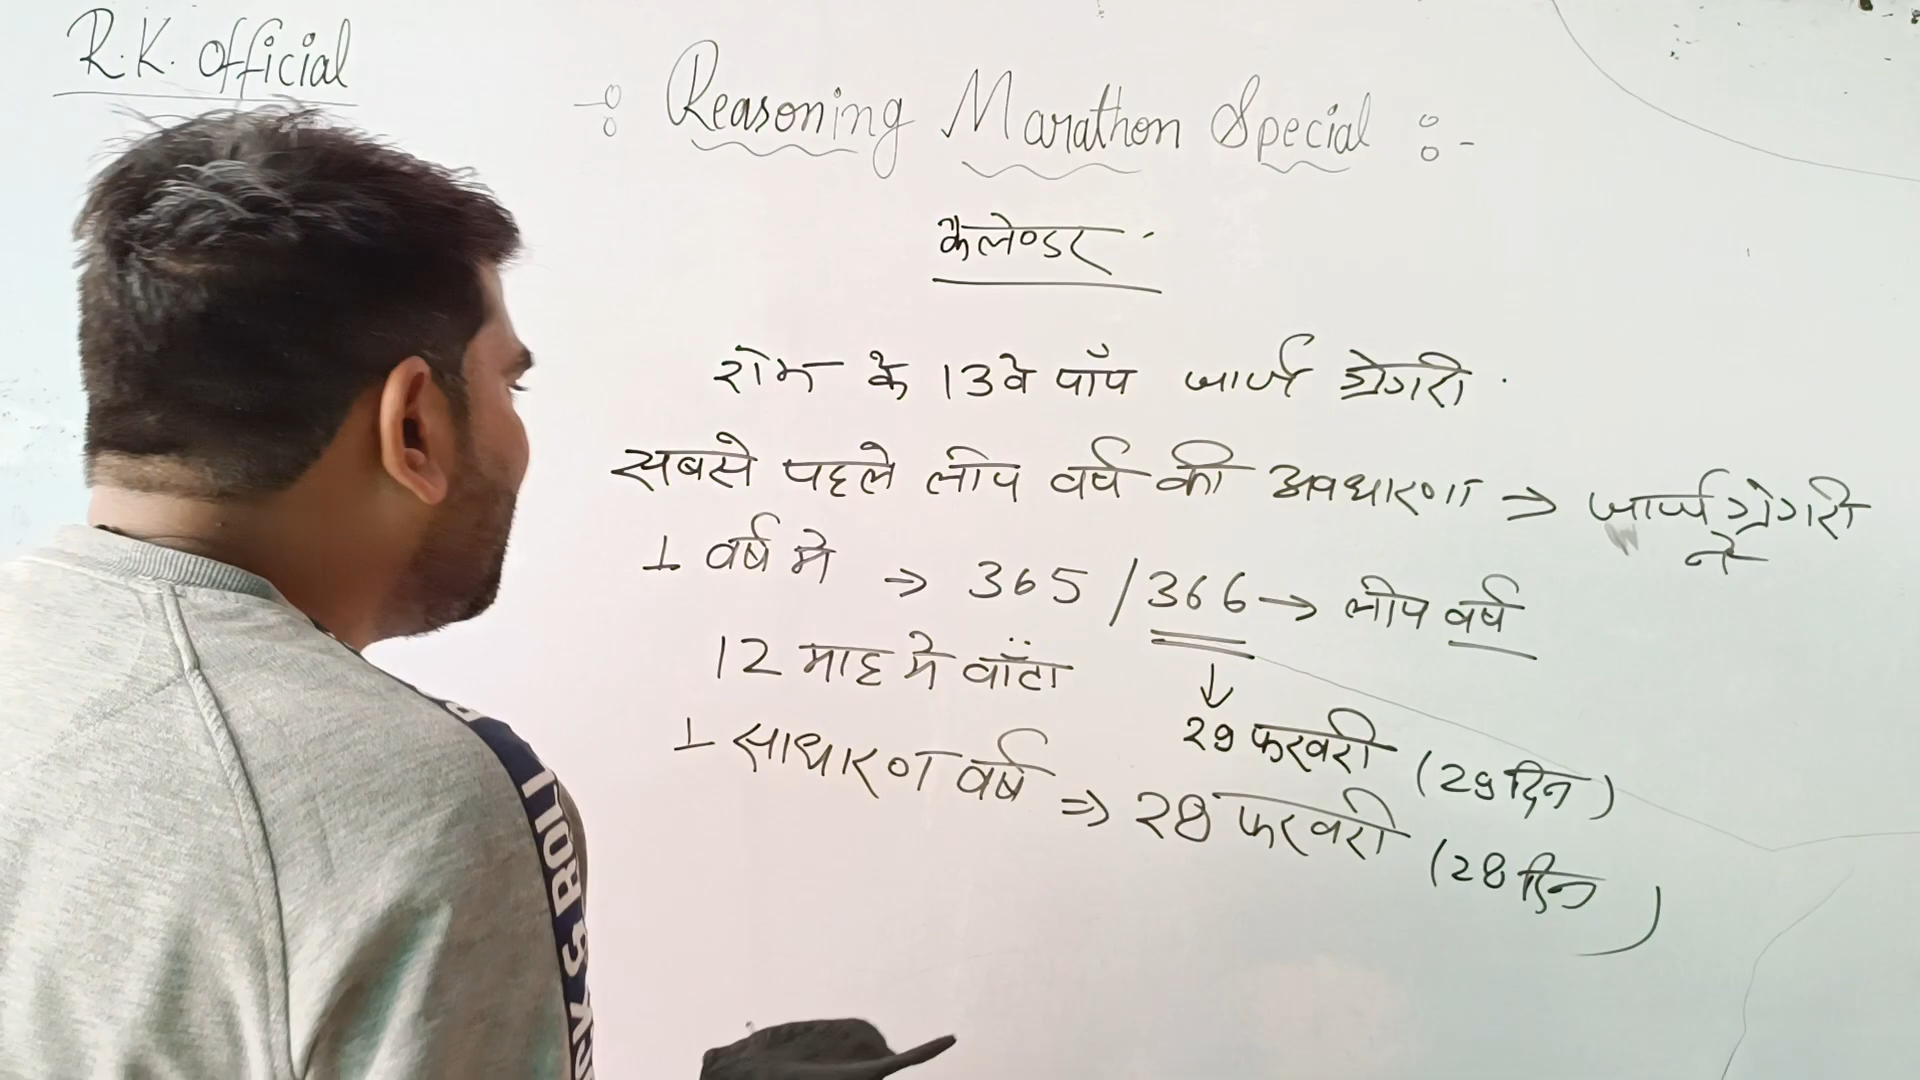 R.K. official
-: Reasoning Marathon Special :-
कैलेण्डर
रोम के 13वे पॉप जार्ज ग्रेगरी
सबसे पहले लीप वर्ष की अवधारणा ⇒ जार्ज ग्रेगरी ने
1 वर्ष मे ⇒ 365 / 366 → लीप वर्ष
12 माह मे वॉटा
↓
29 फरवरी (29 दिन)
1 साधारण वर्ष ⇒ 28 फरवरी (28 दिन)
ROLL